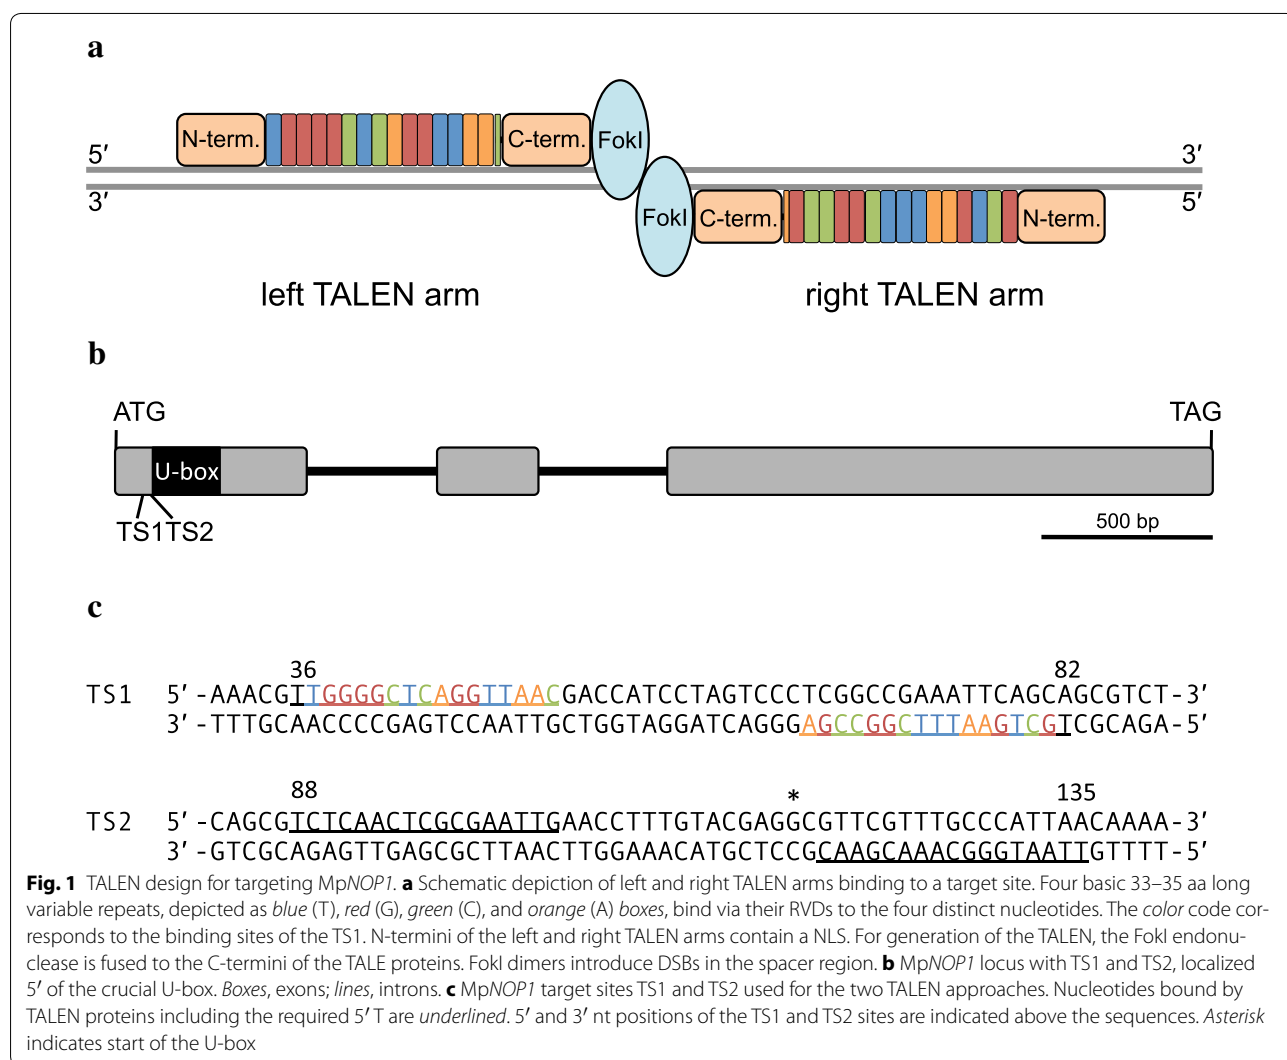 a
N-term. C-term. FokI
5′ 3′
3′ 5′
FokI C-term. N-term.
left TALEN arm right TALEN arm
b
ATG TAG
U-box
TS1TS2
500 bp
c
36 82
TS1 5′-AAACGTTGGGGCTCAGGTTAACGACCATCCTAGTCCCTCGGCCGAAATTCAGCAGCGTCT-3′
3′-TTTGCAACCCCGAGTCCAATTGCTGGTAGGATCAGGGAGCCGGCTTTAAGTCGTCGCAGA-5′
88 * 135
TS2 5′-CAGCGTCTCAACTCGCGAATTGAACCTTTGTACGAGGCGTTCGTTTGCCCATTAACAAAA-3′
3′-GTCGCAGAGTTGAGCGCTTAACTTGGAAACATGCTCCGCAAGCAAACGGGTAATTGTTTT-5′
Fig. 1 TALEN design for targeting MpNOP1. a Schematic depiction of left and right TALEN arms binding to a target site. Four basic 33–35 aa long
variable repeats, depicted as blue (T), red (G), green (C), and orange (A) boxes, bind via their RVDs to the four distinct nucleotides. The color code cor-
responds to the binding sites of the TS1. N-termini of the left and right TALEN arms contain a NLS. For generation of the TALEN, the FokI endonu-
clease is fused to the C-termini of the TALE proteins. FokI dimers introduce DSBs in the spacer region. b MpNOP1 locus with TS1 and TS2, localized
5′ of the crucial U-box. Boxes, exons; lines, introns. c MpNOP1 target sites TS1 and TS2 used for the two TALEN approaches. Nucleotides bound by
TALEN proteins including the required 5′ T are underlined. 5′ and 3′ nt positions of the TS1 and TS2 sites are indicated above the sequences. Asterisk
indicates start of the U-box